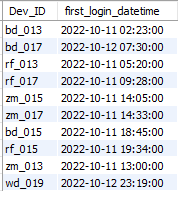 Dev_ID first_login_datetime
bd_013 2022-10-11 02:23:00
bd_017 2022-10-12 07:30:00
rf_013 2022-10-11 05:20:00
rf_017 2022-10-11 09:28:00
zm_015 2022-10-11 14:05:00
zm_017 2022-10-11 14:33:00
bd_015 2022-10-11 18:45:00
rf_015 2022-10-11 19:34:00
zm_013 2022-10-11 13:00:00
wd_019 2022-10-12 23:19:00